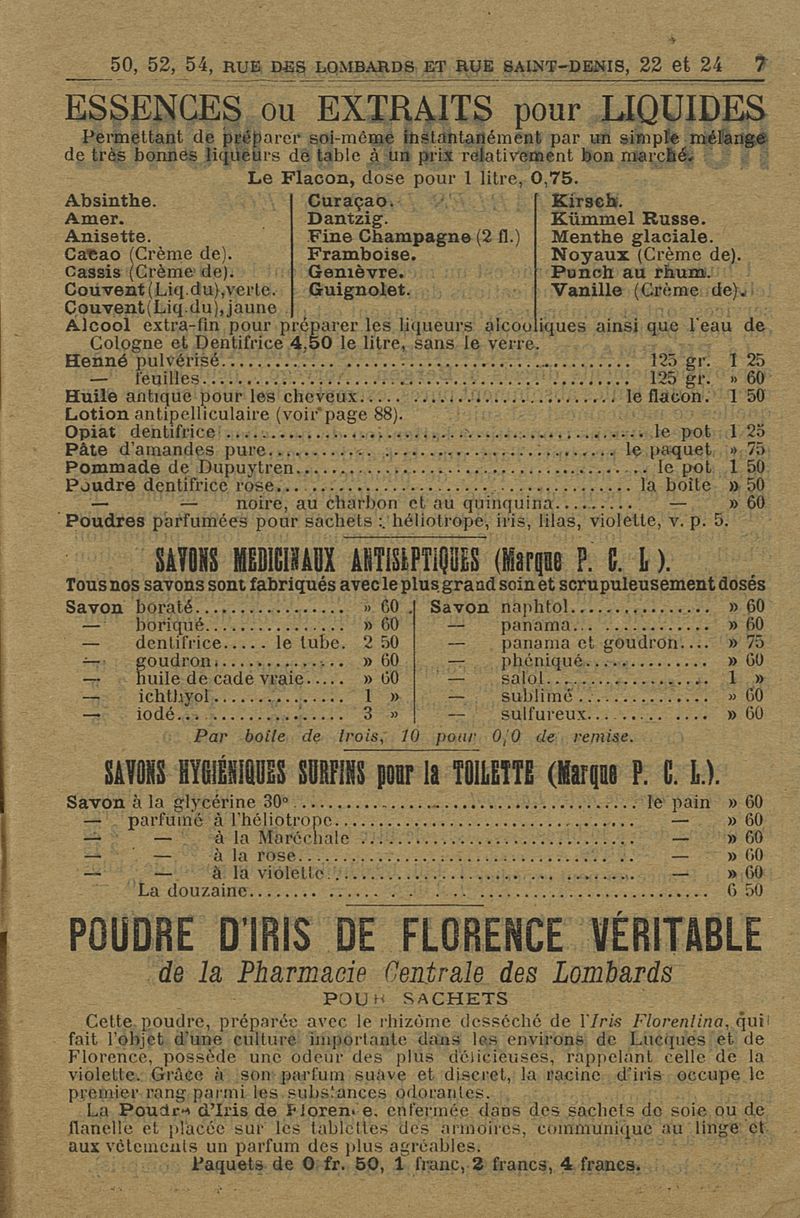 50, 52, 54, RUE DES LOMBARDS ET RUE SAINT-DENIS, 22 et 24 7
ESSENCES ou EXTRAITS pour LIQUIDES
Permettant de préparer soi-même instantanément par un simple mélange
de très bonnes liqueurs de table à un prix relativement bon marché.
Le Flacon, dose pour 1 litre, 0,75.
Absinthe.
Amer.
Anisette.
Cacao (Crème de).
Cassis (Crème de).
Couvent (Liq. du), verte.
Couvent (Liq. du), jaune
Curaçao.
Dantzig.
Fine Champagne (2 fl.)
Framboise.
Genièvre.
Guignolet.
Kirsch.
Kümmel Russe.
Menthe glaciale.
Noyaux (Crème de).
Punch au rhum.
Vanille (Crème de).
Alcool extra-fin pour préparer les liqueurs alcooliques ainsi que l'eau de
Cologne et Dentifrice 4,50 le litre, sans le verre.
Henné pulvérisé.......... 125 gr. 1 25
— feuilles.......... 125 gr. » 60
Huile antique pour les cheveux.......... le flacon. 1 50
Lotion antipelliculaire (voir page 88).
Opiat dentifrice.......... le pot 1 25
Pâte d'amandes pure.......... le paquet » 75
Pommade de Dupuytren.......... le pot 1 50
Poudre dentifrice rose.......... la boîte » 50
— — noire, au charbon et au quinquina.......... — » 60
Poudres parfumées pour sachets : héliotrope, iris, lilas, violette, v. p. 5.
SAVONS MEDICINAUX ANTISEPTIQUES (Marque P. C. L).
Tous nos savons sont fabriqués avec le plus grand soin et scrupuleusement dosés
Savon boraté.......... » 60
— boriqué.......... » 60
— dentifrice..... le tube. 2 50
— goudron.......... » 60
— huile de cade vraie..... » 60
— ichthyol.......... 1 »
— iodé.......... 3 »
Savon naphtol.......... » 60
— panama.......... » 60
— panama et goudron.... » 75
— phéniqué.......... » 60
— salol.......... 1 »
— sublimé.......... » 60
— sulfureux.......... » 60
Par boîte de trois, 10 pour 0/0 de remise.
SAVONS HYGIÉNIQUES SURFINS pour la TOILETTE (Marque P. C. L.).
Savon à la glycérine 30°.......... le pain » 60
— parfumé à l'héliotrope.......... — » 60
— — à la Maréchale.......... — » 60
— — à la rose.......... — » 60
— — à la violette.......... — » 60
La douzaine.......... 6 50
POUDRE D'IRIS DE FLORENCE VÉRITABLE
de la Pharmacie Centrale des Lombards
POUR SACHETS
Cette poudre, préparée avec le rhizôme desséché de l'Iris Florentina, qui
fait l'objet d'une culture importante dans les environs de Lucques et de
Florence, possède une odeur des plus délicieuses, rappelant celle de la
violette. Grâce à son parfum suave et discret, la racine d'iris occupe le
premier rang parmi les substances odorantes.
La Poudre d'Iris de Florence, enfermée dans des sachets de soie ou de
flanelle et placée sur les tablettes des armoires, communique au linge et
aux vêtements un parfum des plus agréables.
Paquets de 0 fr. 50, 1 franc, 2 francs, 4 francs.